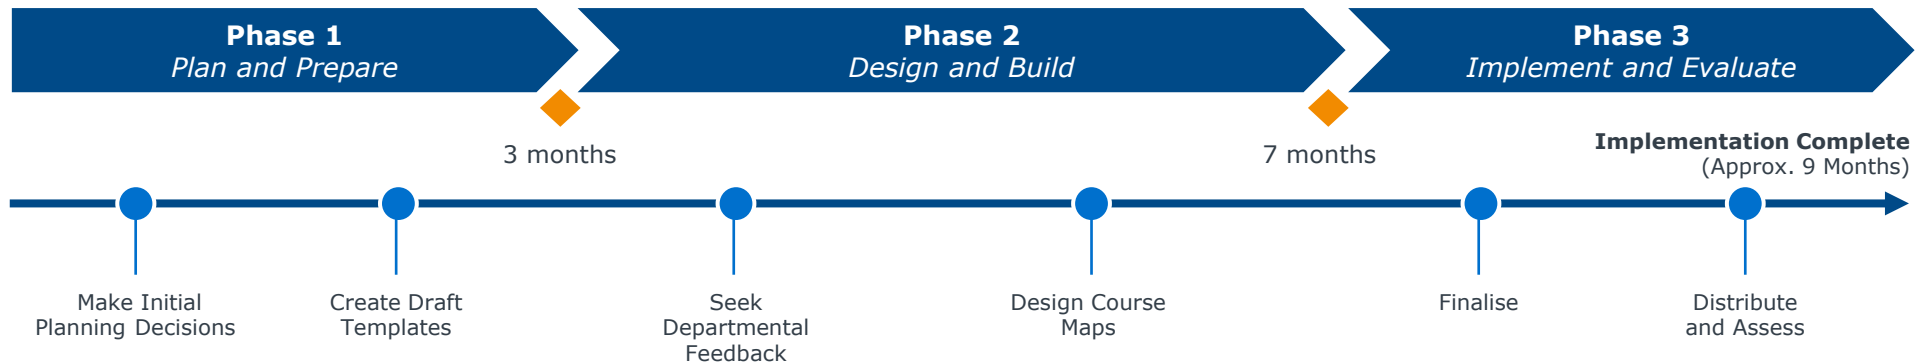 Phase 1
Plan and Prepare
Phase 2
Design and Build
Phase 3
Implement and Evaluate
3 months
7 months
Implementation Complete
(Approx. 9 Months)
Make Initial
Planning Decisions
Create Draft
Templates
Seek
Departmental
Feedback
Design Course
Maps
Finalise
Distribute
and Assess